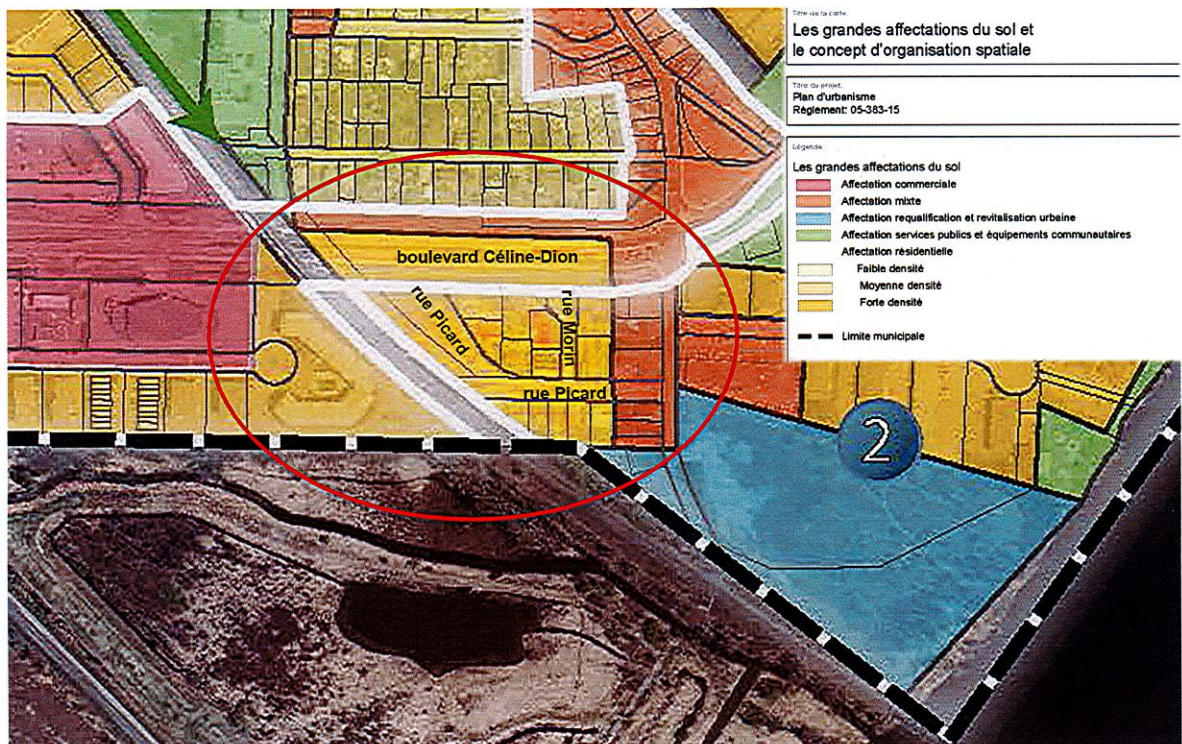 Titre de la carte:
Les grandes affectations du sol et
le concept d'organisation spatiale
Titre du projet:
Plan d'urbanisme
Règlement: 05-383-15
Légende
Les grandes affectations du sol
Affectation commerciale
Affectation mixte
Affectation requalification et revitalisation urbaine
Affectation services publics et équipements communautaires
Affectation résidentielle
Faible densité
Moyenne densité
Forte densité
Limite municipale
boulevard Céline-Dion
rue Picard
rue Morin
rue Picard
2